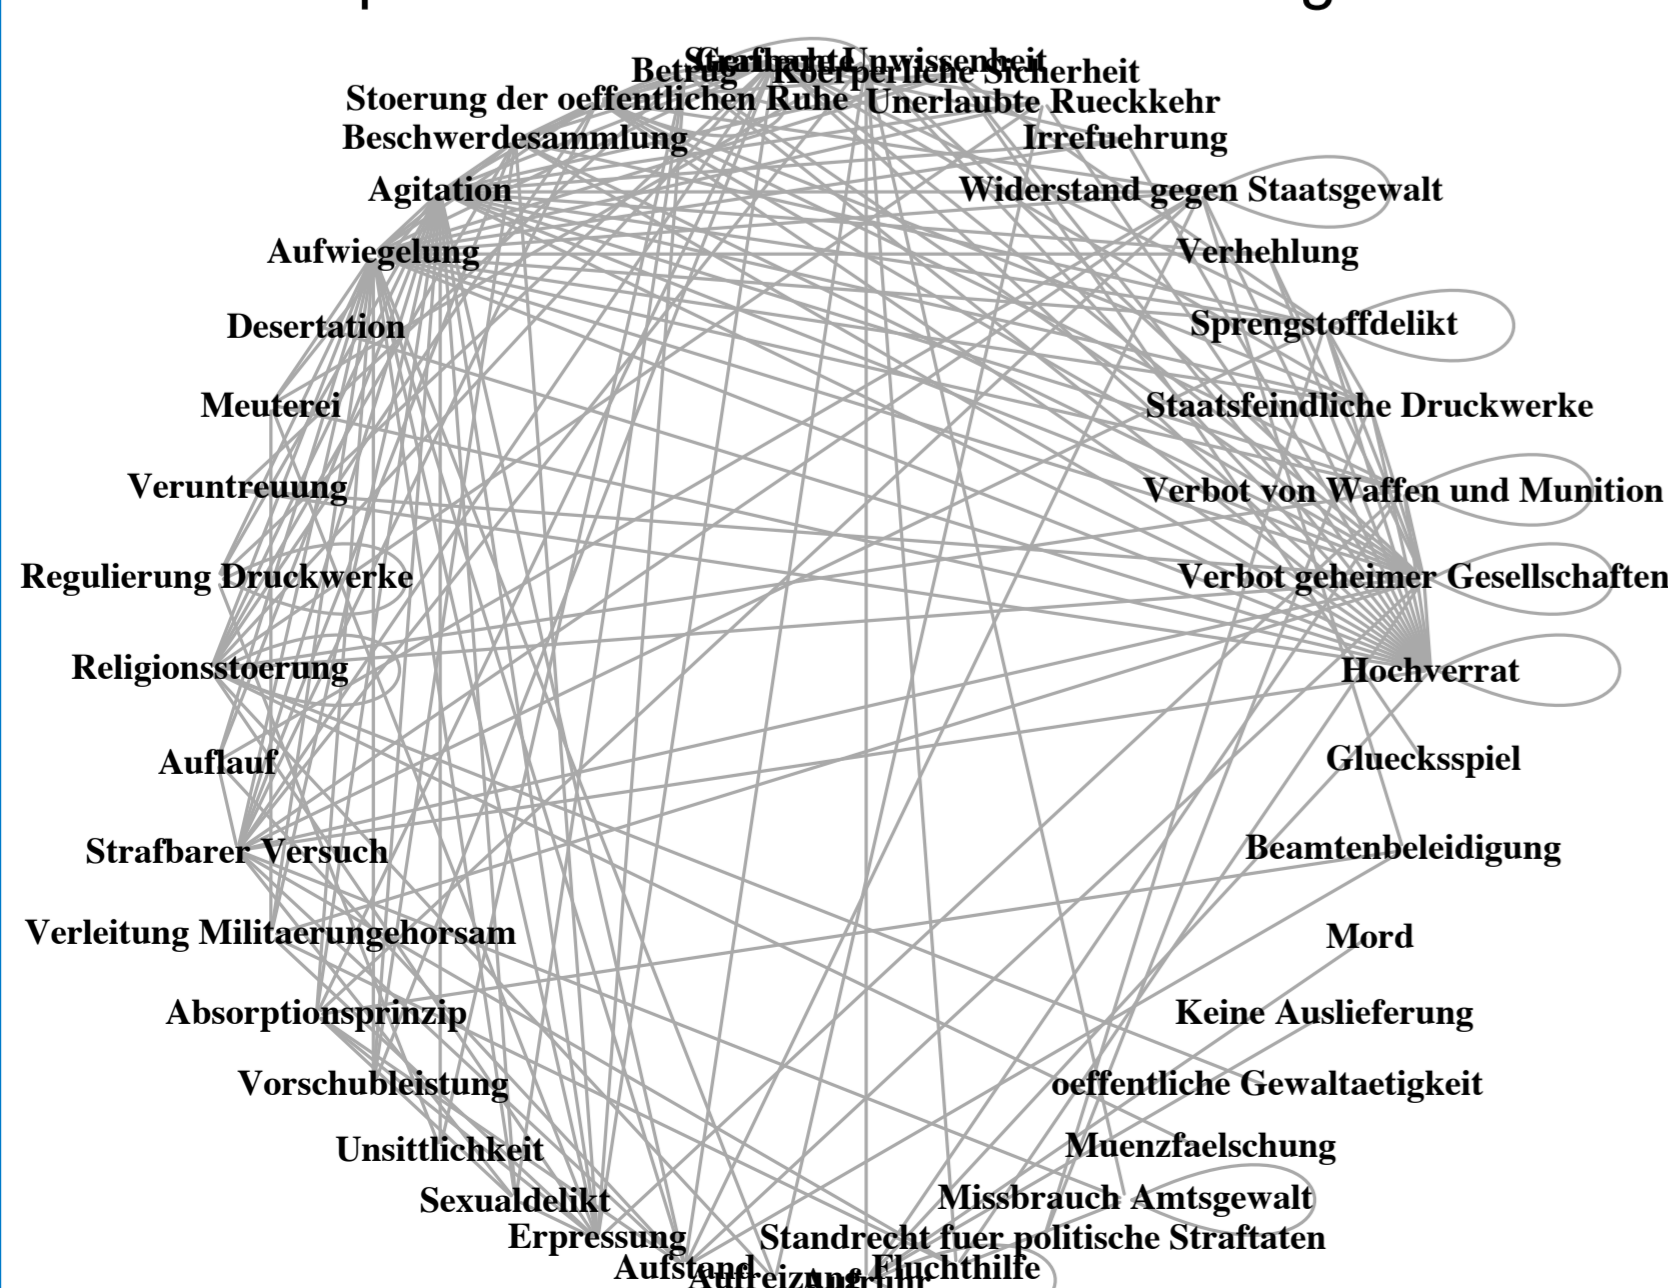 Betrug
Unwissenheit
Koerperliche Sicherheit
Stoerung der oeffentlichen Ruhe
Unerlaubte Rueckkehr
Beschwerdesammlung
Irrefuehrung
Agitation
Widerstand gegen Staatsgewalt
Aufwiegelung
Verhehlung
Desertation
Sprengstoffdelikt
Meuterei
Staatsfeindliche Druckwerke
Veruntreuung
Verbot von Waffen und Munition
Regulierung Druckwerke
Verbot geheimer Gesellschaften
Religionsstoerung
Hochverrat
Auflauf
Gluecksspiel
Strafbarer Versuch
Beamtenbeleidigung
Verleitung Militaerungehorsam
Mord
Absorptionsprinzip
Keine Auslieferung
Vorschubleistung
oeffentliche Gewaltaetigkeit
Unsittlichkeit
Muenzfaelschung
Sexualdelikt
Missbrauch Amtsgewalt
Erpressung
Standrecht fuer politische Straftaten
Aufstand
Fluchthilfe
Aufreizung
Aufruhr